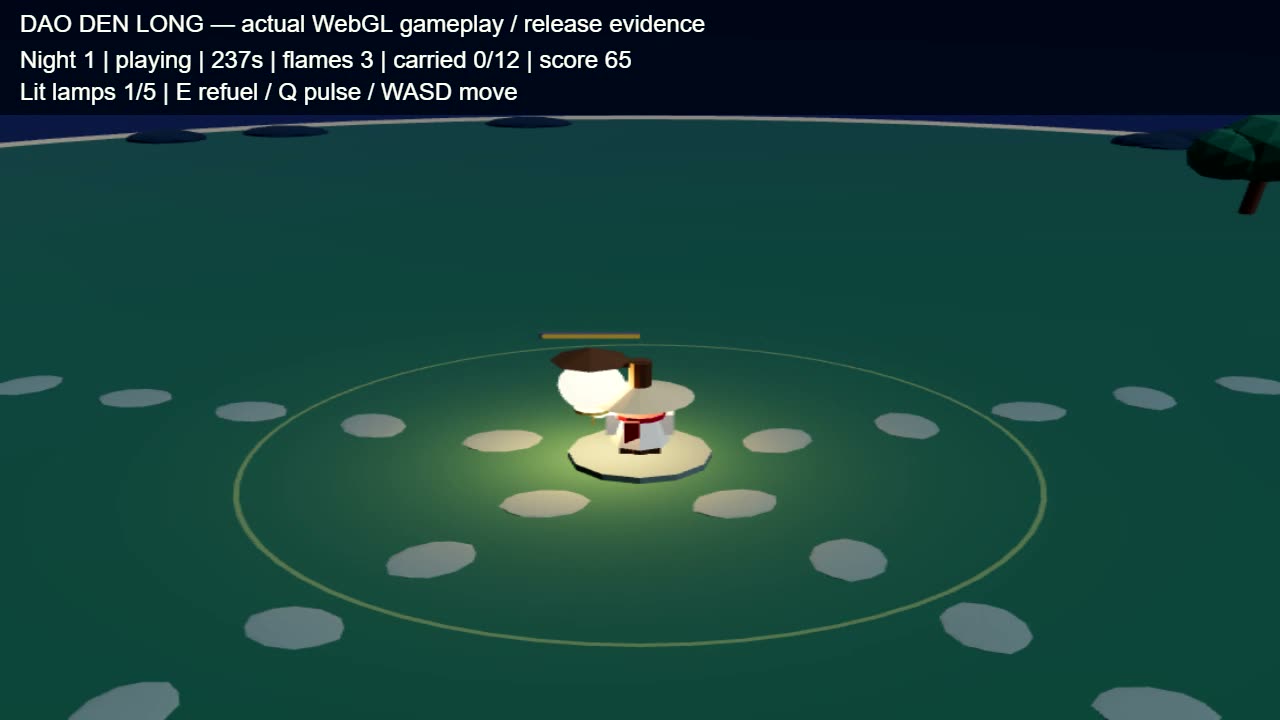 DAO DEN LONG — actual WebGL gameplay / release evidence
Night 1 | playing | 237s | flames 3 | carried 0/12 | score 65
Lit lamps 1/5 | E refuel / Q pulse / WASD move